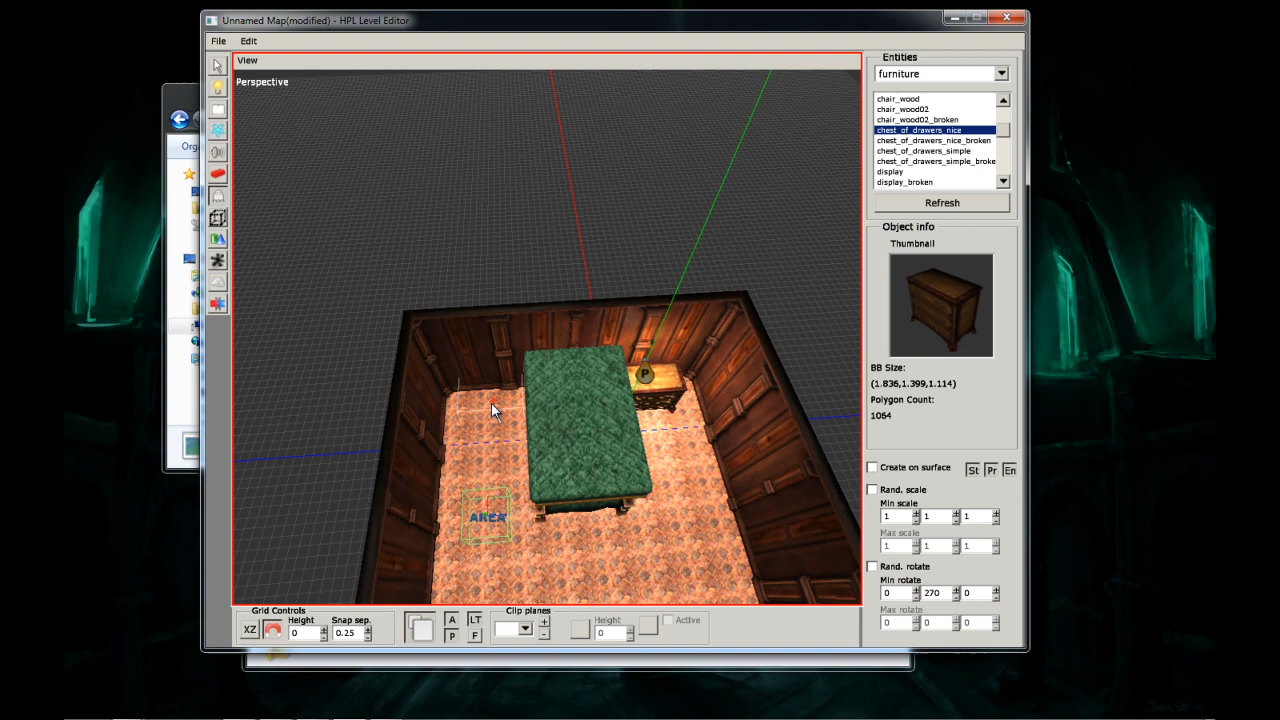 Unnamed Map(modified) - HPL Level Editor
File Edit
View
Perspective
Orga
P
AREA
Entities
furniture
chair_wood
chair_wood02
chair_wood02_broken
chest_of_drawers_nice
chest_of_drawers_nice_broken
chest_of_drawers_simple
chest_of_drawers_simple_broke
display
display_broken
Refresh
Object info
Thumbnail
BB Size:
(1.836,1.399,1.114)
Polygon Count:
1064
Create on surface St Pr En
Rand. scale
Min scale
1 1 1
Max scale
1 1 1
Rand. rotate
Min rotate
0 270 0
Max rotate
0 0 0
Grid Controls
XZ
Height
0
Snap sep.
0.25
A LT
P F
Clip planes
+
-
Height
0
Active